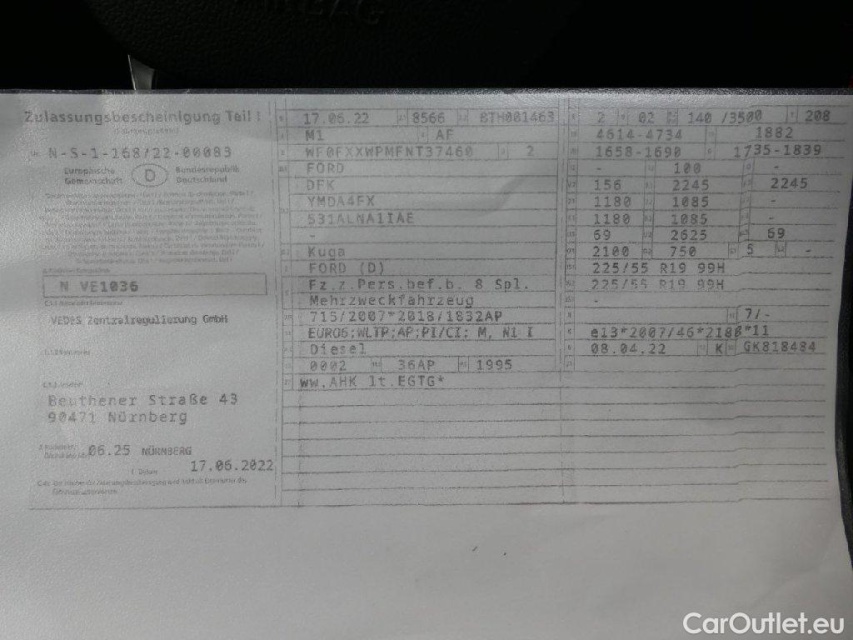 Zulassungsbescheinigung Teil I
N-S-1-168/22-00083
Europäische Gemeinschaft D Bundesrepublik Deutschland
N VE1036
VEDES Zentralregulierung GmbH
Beuthener Straße 43
90471 Nürnberg
06.25 NÜRNBERG
17.06.2022
17.06.22 8566 BTH001463
M1 AF
WF0FXXWPMFNT37460 2
FORD
DFK
YMDA4FX
531ALNA1IAE
-
Kuga
FORD (D)
Fz.z.Pers.bef.b. 8 Spl.
Mehrzweckfahrzeug
715/2007*2018/1832AP
EURO6;WLTP;AP;PI/CI; M, N1 I
Diesel
0002 36AP 1995
WW.AHK lt.EGTG*
2 02 140 /3500 208
4614-4734 1882
1658-1690 1735-1839
- 100 -
156 2245 2245
1180 1085 -
1180 1085 -
69 2625 69
2100 750 5 -
225/55 R19 99H
225/55 R19 99H
-
7/-
e13*2007/46*2188*11
08.04.22 K GK818484
CarOutlet.eu